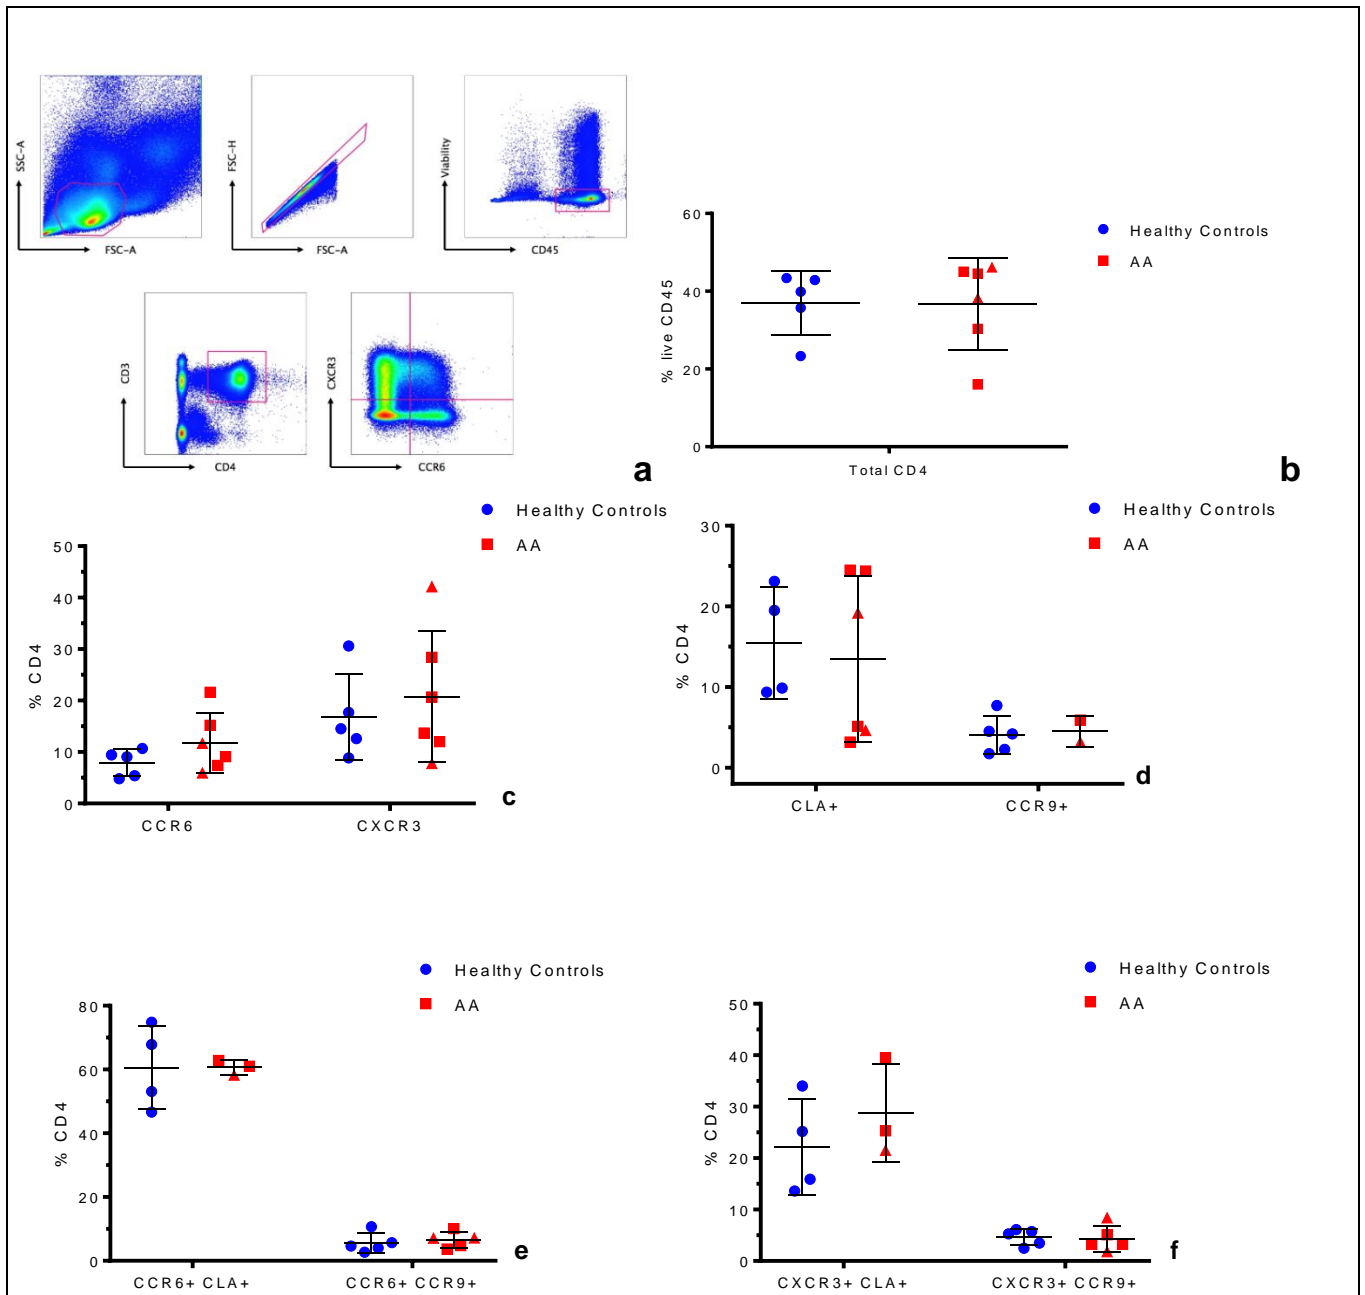 SSC-A
FSC-A
FSC-H
FSC-A
Viability
CD45
CD3
CD4
CXCR3
CCR6
a
60
40
20
0
% live CD45
Total CD4
Healthy Controls
AA
b
50
40
30
20
10
0
% CD4
CCR6
CXCR3
Healthy Controls
AA
c
30
20
10
0
% CD4
CLA+
CCR9+
Healthy Controls
AA
d
80
60
40
20
0
% CD4
CCR6+ CLA+
CCR6+ CCR9+
Healthy Controls
AA
e
50
40
30
20
10
0
% CD4
CXCR3+ CLA+
CXCR3+ CCR9+
Healthy Controls
AA
f